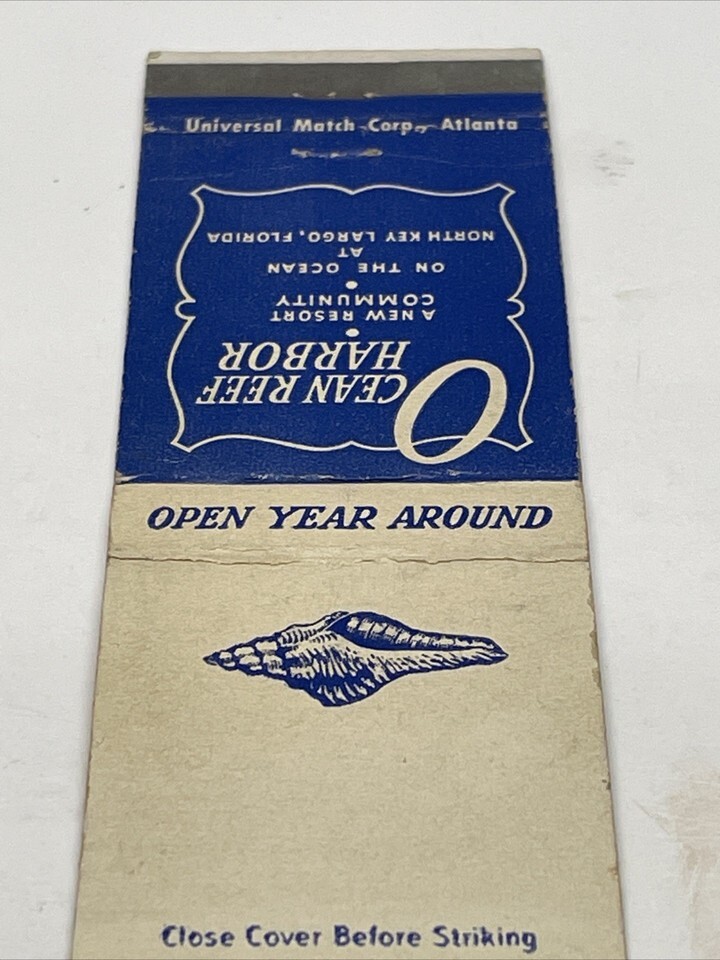 Universal Match Corp., Atlanta
OCEAN REEF
HARBOR
•
A NEW RESORT
COMMUNITY
•
ON THE OCEAN
AT
NORTH KEY LARGO, FLORIDA
OPEN YEAR AROUND
Close Cover Before Striking